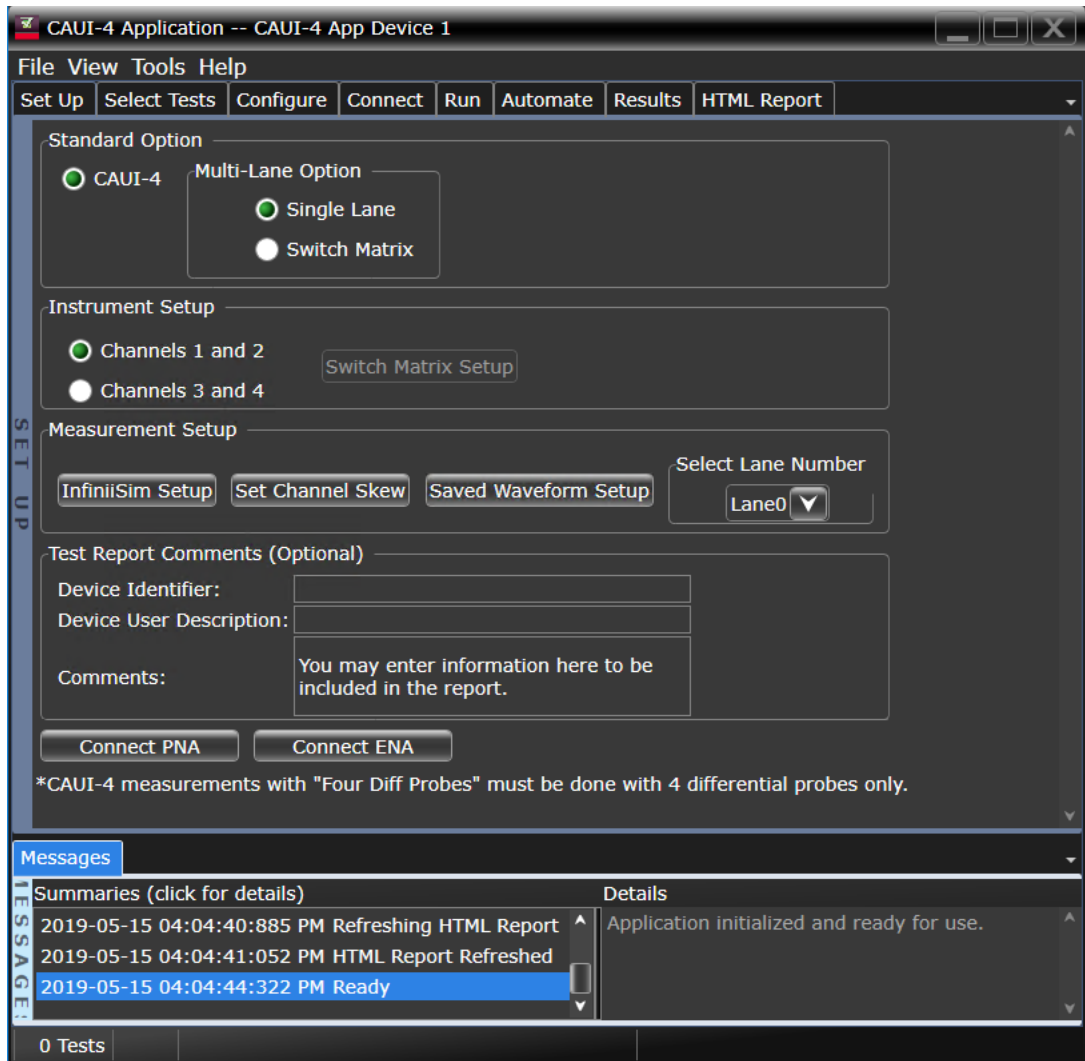 CAUI-4 Application -- CAUI-4 App Device 1
File View Tools Help
Set Up Select Tests Configure Connect Run Automate Results HTML Report
SET UP
Standard Option
CAUI-4
Multi-Lane Option
Single Lane
Switch Matrix
Instrument Setup
Channels 1 and 2
Channels 3 and 4
Switch Matrix Setup
Measurement Setup
InfiniiSim Setup Set Channel Skew Saved Waveform Setup
Select Lane Number
Lane0
Test Report Comments (Optional)
Device Identifier:
Device User Description:
Comments:
You may enter information here to be
included in the report.
Connect PNA Connect ENA
*CAUI-4 measurements with "Four Diff Probes" must be done with 4 differential probes only.
Messages
MESSAGES
Summaries (click for details)
2019-05-15 04:04:40:885 PM Refreshing HTML Report
2019-05-15 04:04:41:052 PM HTML Report Refreshed
2019-05-15 04:04:44:322 PM Ready
Details
Application initialized and ready for use.
0 Tests